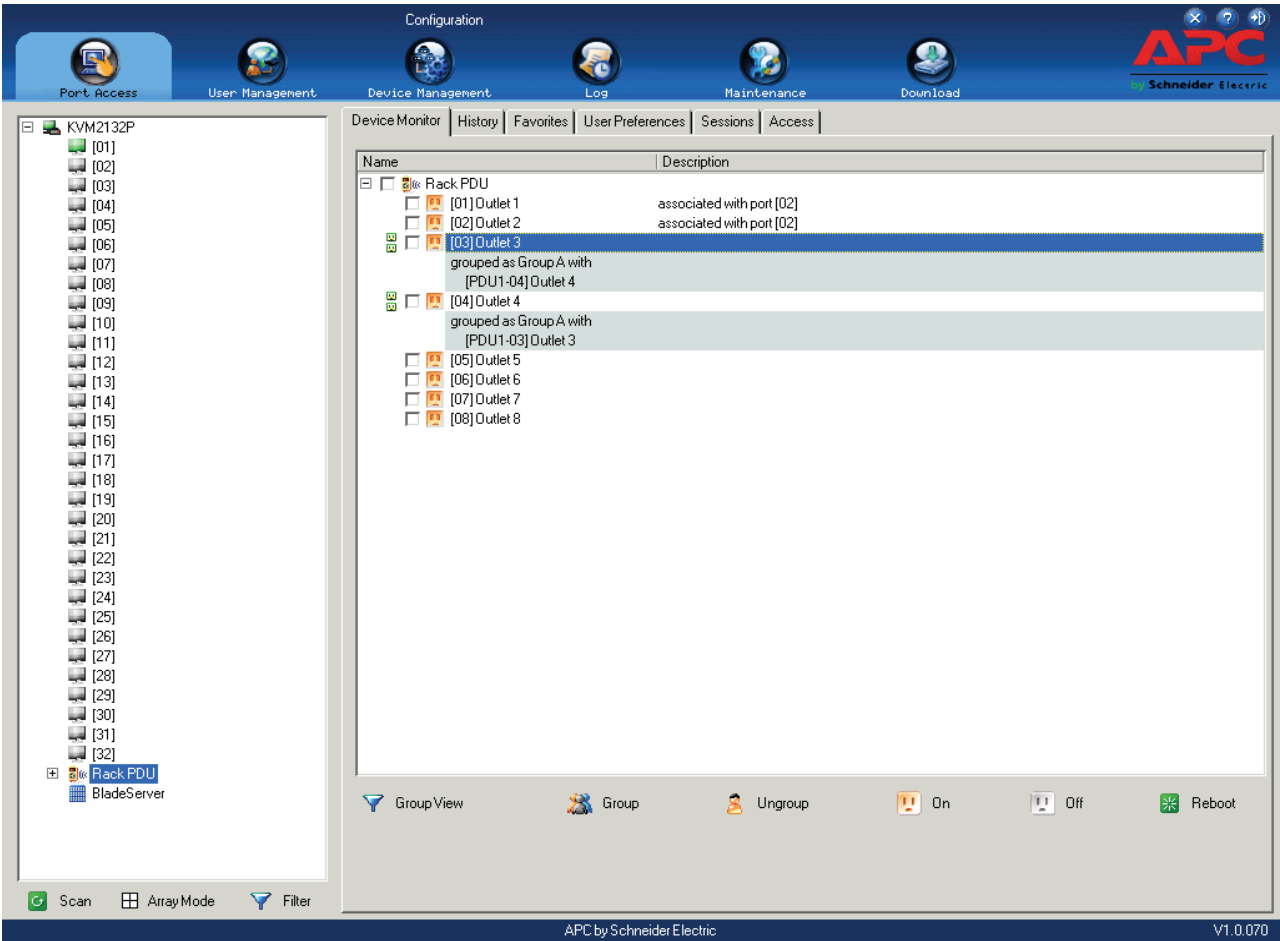 Configuration
APC
by Schneider Electric
Port Access
User Management
Device Management
Log
Maintenance
Download
KVM2132P
[01]
[02]
[03]
[04]
[05]
[06]
[07]
[08]
[09]
[10]
[11]
[12]
[13]
[14]
[15]
[16]
[17]
[18]
[19]
[20]
[21]
[22]
[23]
[24]
[25]
[26]
[27]
[28]
[29]
[30]
[31]
[32]
Rack PDU
BladeServer
Scan
Array Mode
Filter
Device Monitor
History
Favorites
User Preferences
Sessions
Access
Name
Description
Rack PDU
[01] Outlet 1 associated with port [02]
[02] Outlet 2 associated with port [02]
[03] Outlet 3
grouped as Group A with
[PDU1-04] Outlet 4
[04] Outlet 4
grouped as Group A with
[PDU1-03] Outlet 3
[05] Outlet 5
[06] Outlet 6
[07] Outlet 7
[08] Outlet 8
Group View
Group
Ungroup
On
Off
Reboot
APC by Schneider Electric
V1.0.070